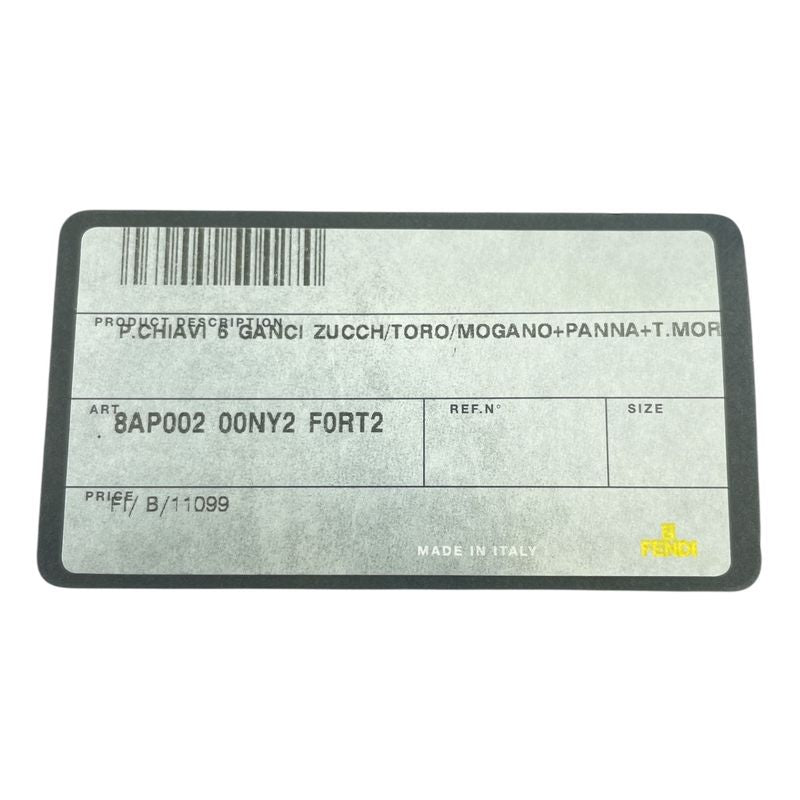 PRODUCT DESCRIPTION
P.CHIAVI 6 GANCI ZUCCH/TORO/MOGANO+PANNA+T.MOR
ART.
8AP002 00NY2 F0RT2
REF.N°
SIZE
PRICE
FI/ B/11099
MADE IN ITALY
FENDI